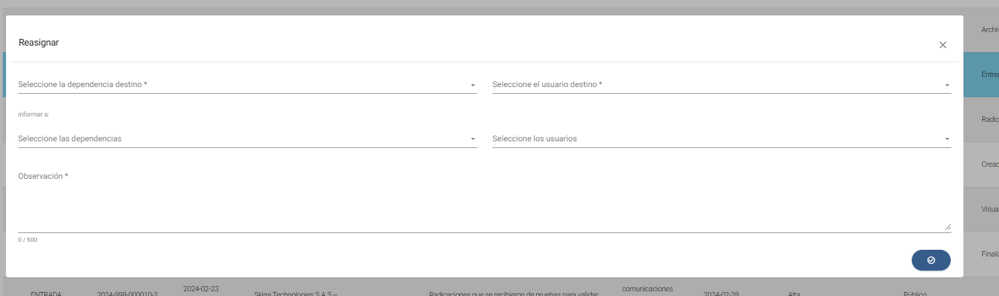 Reasignar
Seleccione la dependencia destino *
Seleccione el usuario destino *
informar a:
Seleccione las dependencias
Seleccione los usuarios
Observación *
0 / 500
Archiv
Entreg
Radic
Cread
Visua
Finaliz
2024-02-23
comunicaciones
ENTRADA
2024-998-000010-2
Skina Technologies S.A.S --
Radicaciones que se recibieron de pruebas para validar
2024-02-28
Alta
Público